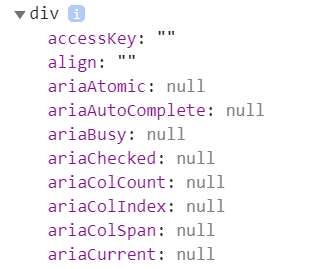 div i
accessKey: ""
align: ""
ariaAtomic: null
ariaAutoComplete: null
ariaBusy: null
ariaChecked: null
ariaColCount: null
ariaColIndex: null
ariaColSpan: null
ariaCurrent: null